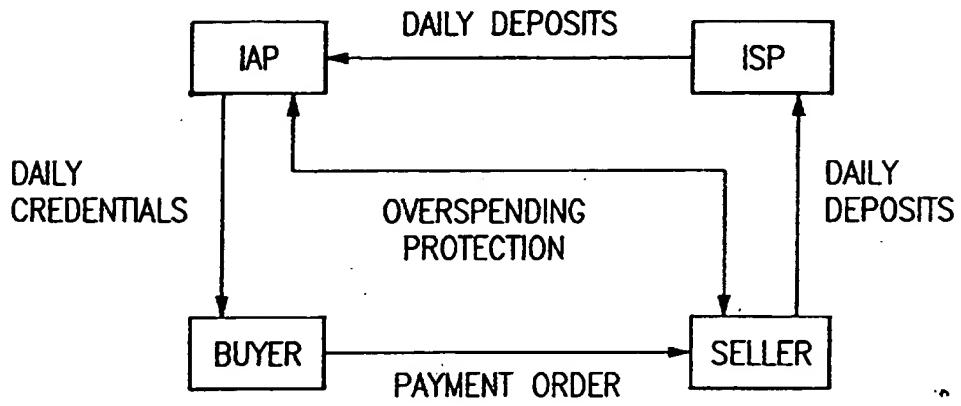 DAILY DEPOSITS
IAP
ISP
DAILY
CREDENTIALS
OVERSPENDING
PROTECTION
DAILY
DEPOSITS
BUYER
SELLER
PAYMENT ORDER